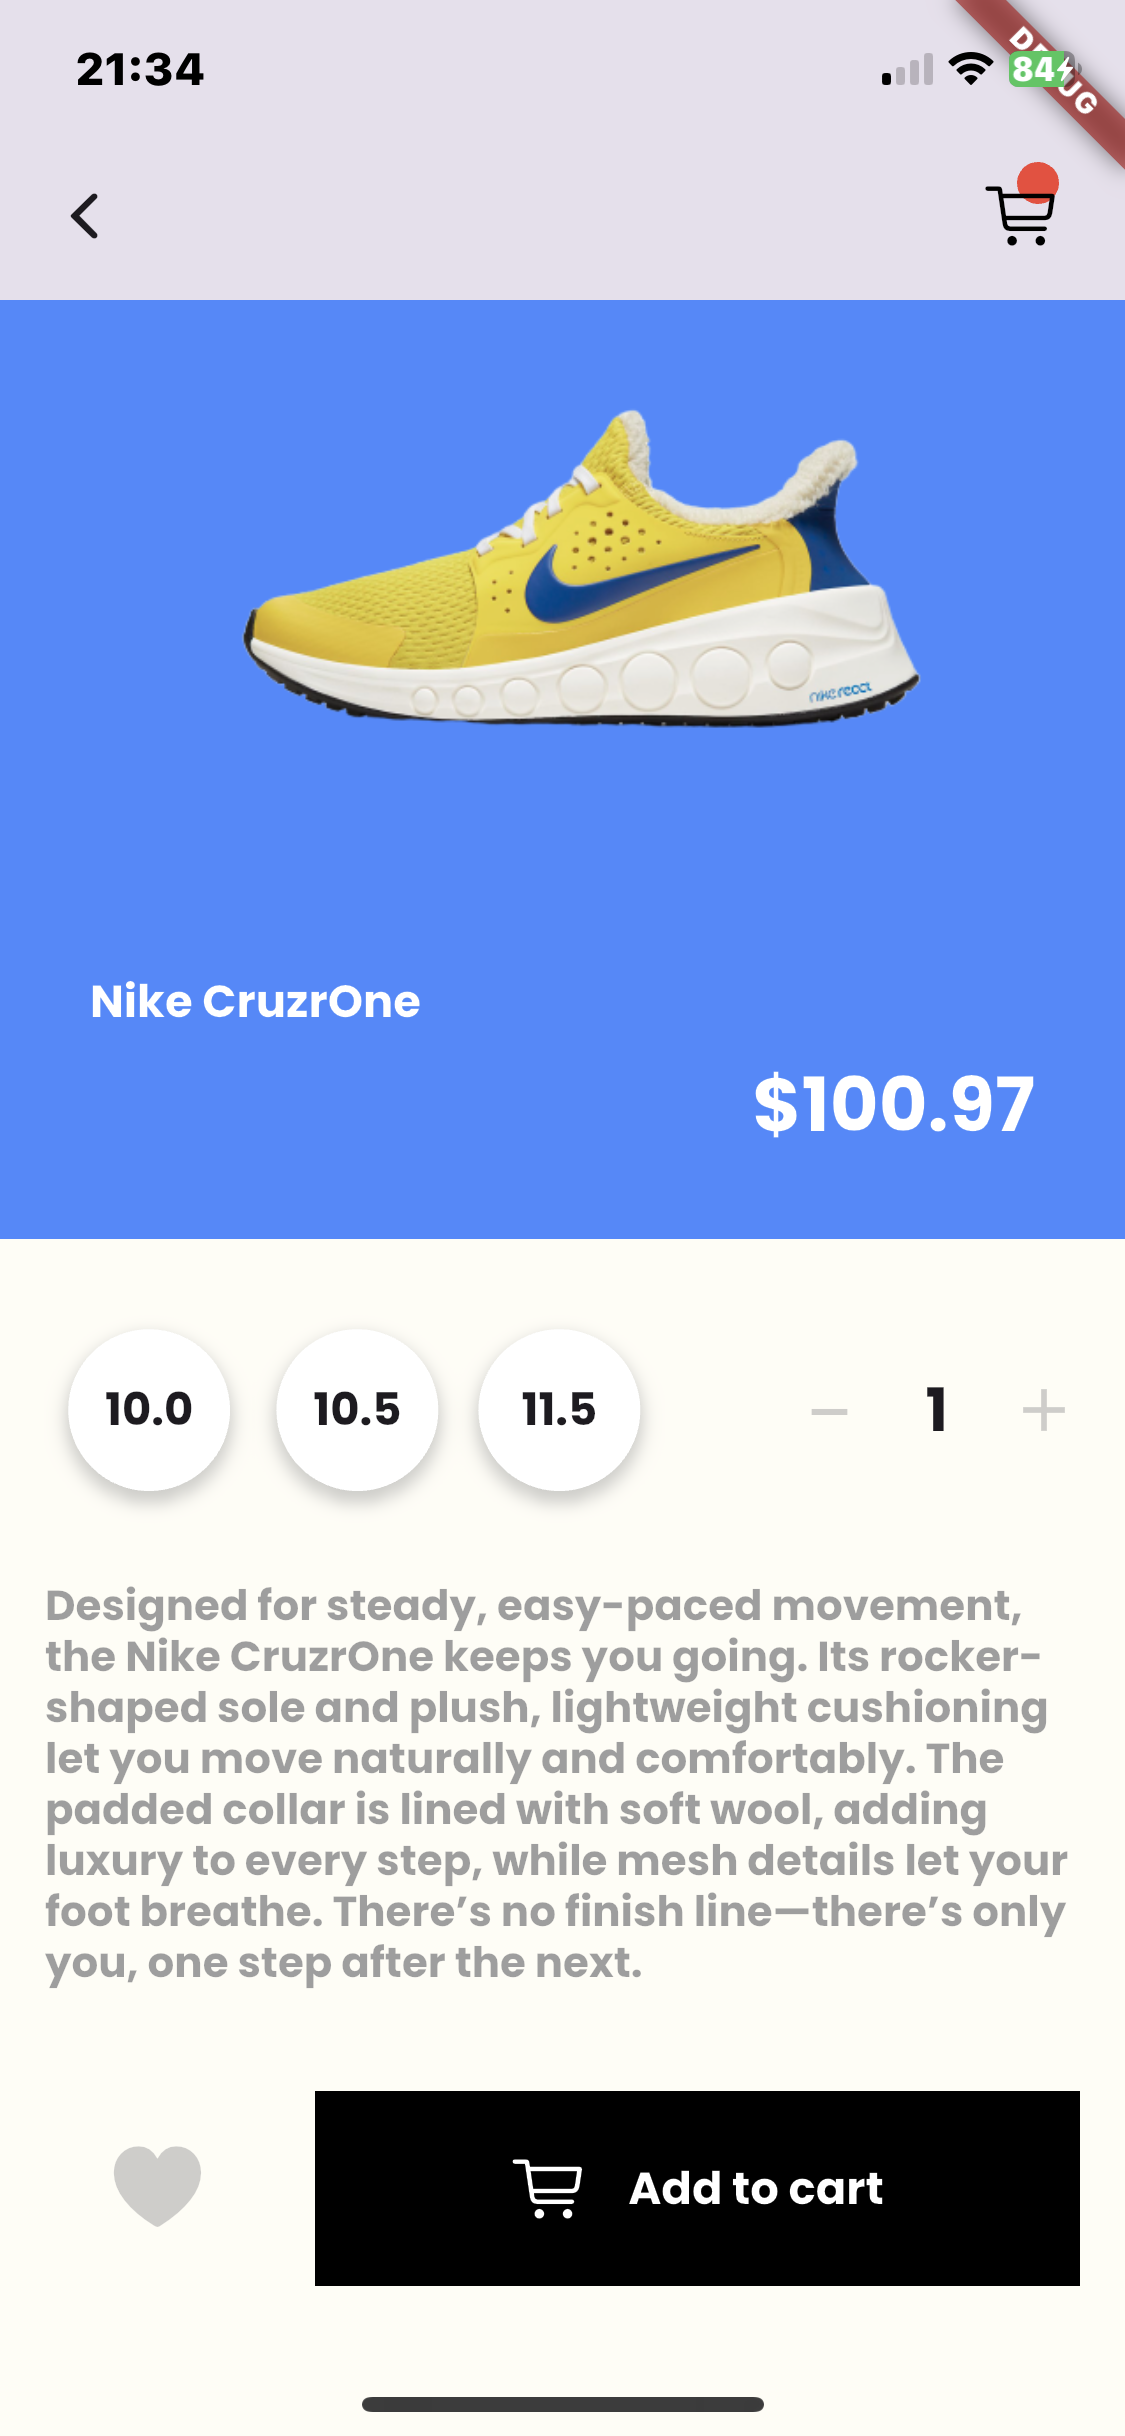 21:34
84
DEBUG
nike react
Nike CruzrOne
$100.97
10.0 10.5 11.5 − 1 +
Designed for steady, easy-paced movement,
the Nike CruzrOne keeps you going. Its rocker-
shaped sole and plush, lightweight cushioning
let you move naturally and comfortably. The
padded collar is lined with soft wool, adding
luxury to every step, while mesh details let your
foot breathe. There’s no finish line—there’s only
you, one step after the next.
Add to cart